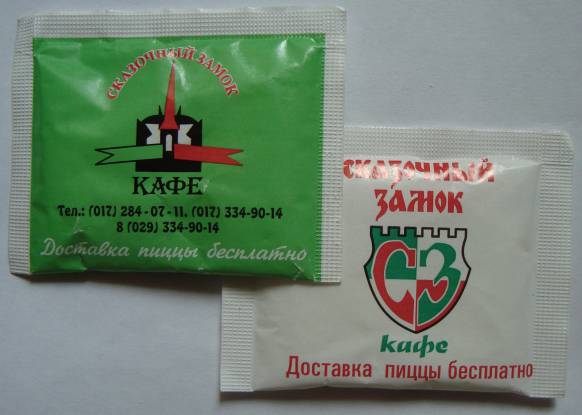 СКАЗОЧНЫЙ ЗАМОК
КАФЕ
Тел.: (017) 284-07-11, (017) 334-90-14
8 (029) 334-90-14
Доставка пиццы бесплатно
СКАЗОЧНЫЙ
ЗАМОК
СЗ
кафе
Доставка пиццы бесплатно